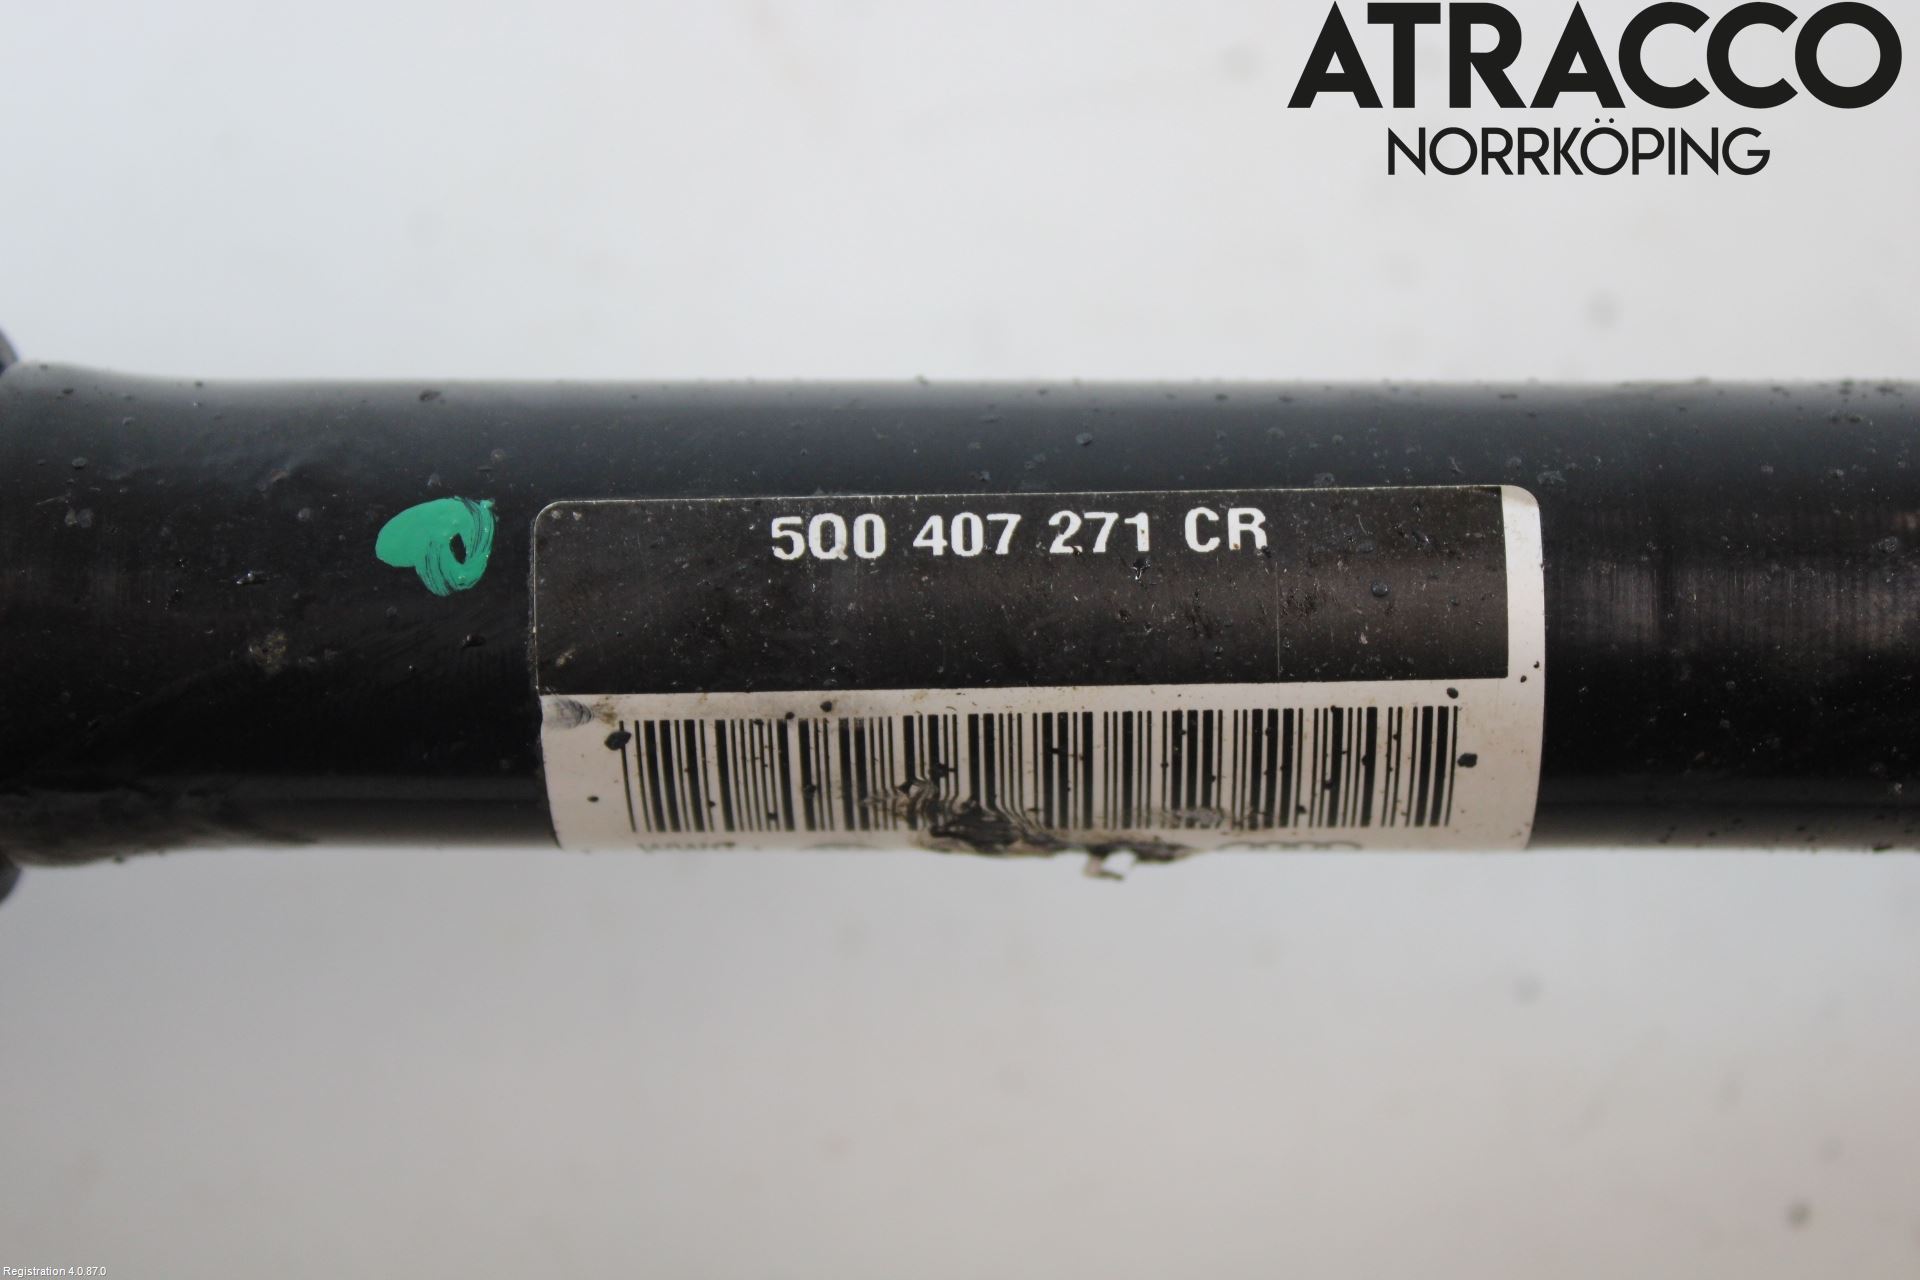 ATRACCO
NORRKÖPING
5Q0 407 271 CR
Registration 4.0.87.0